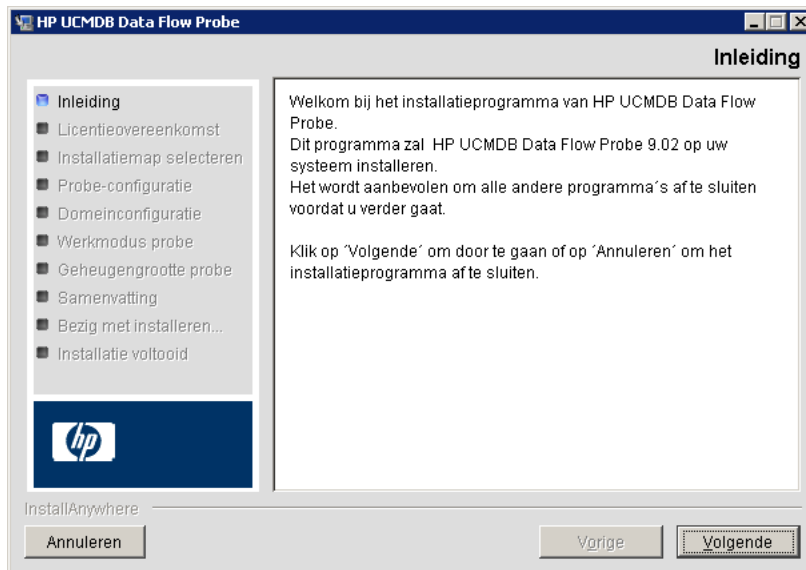 HP UCMDB Data Flow Probe
Inleiding
Inleiding
Licentieovereenkomst
Installatiemap selecteren
Probe-configuratie
Domeinconfiguratie
Werkmodus probe
Geheugengrootte probe
Samenvatting
Bezig met installeren...
Installatie voltooid
hp
Welkom bij het installatieprogramma van HP UCMDB Data Flow
Probe.
Dit programma zal HP UCMDB Data Flow Probe 9.02 op uw
systeem installeren.
Het wordt aanbevolen om alle andere programma´s af te sluiten
voordat u verder gaat.
Klik op ´Volgende´ om door te gaan of op ´Annuleren´ om het
installatieprogramma af te sluiten.
InstallAnywhere
Annuleren
Vorige
Volgende